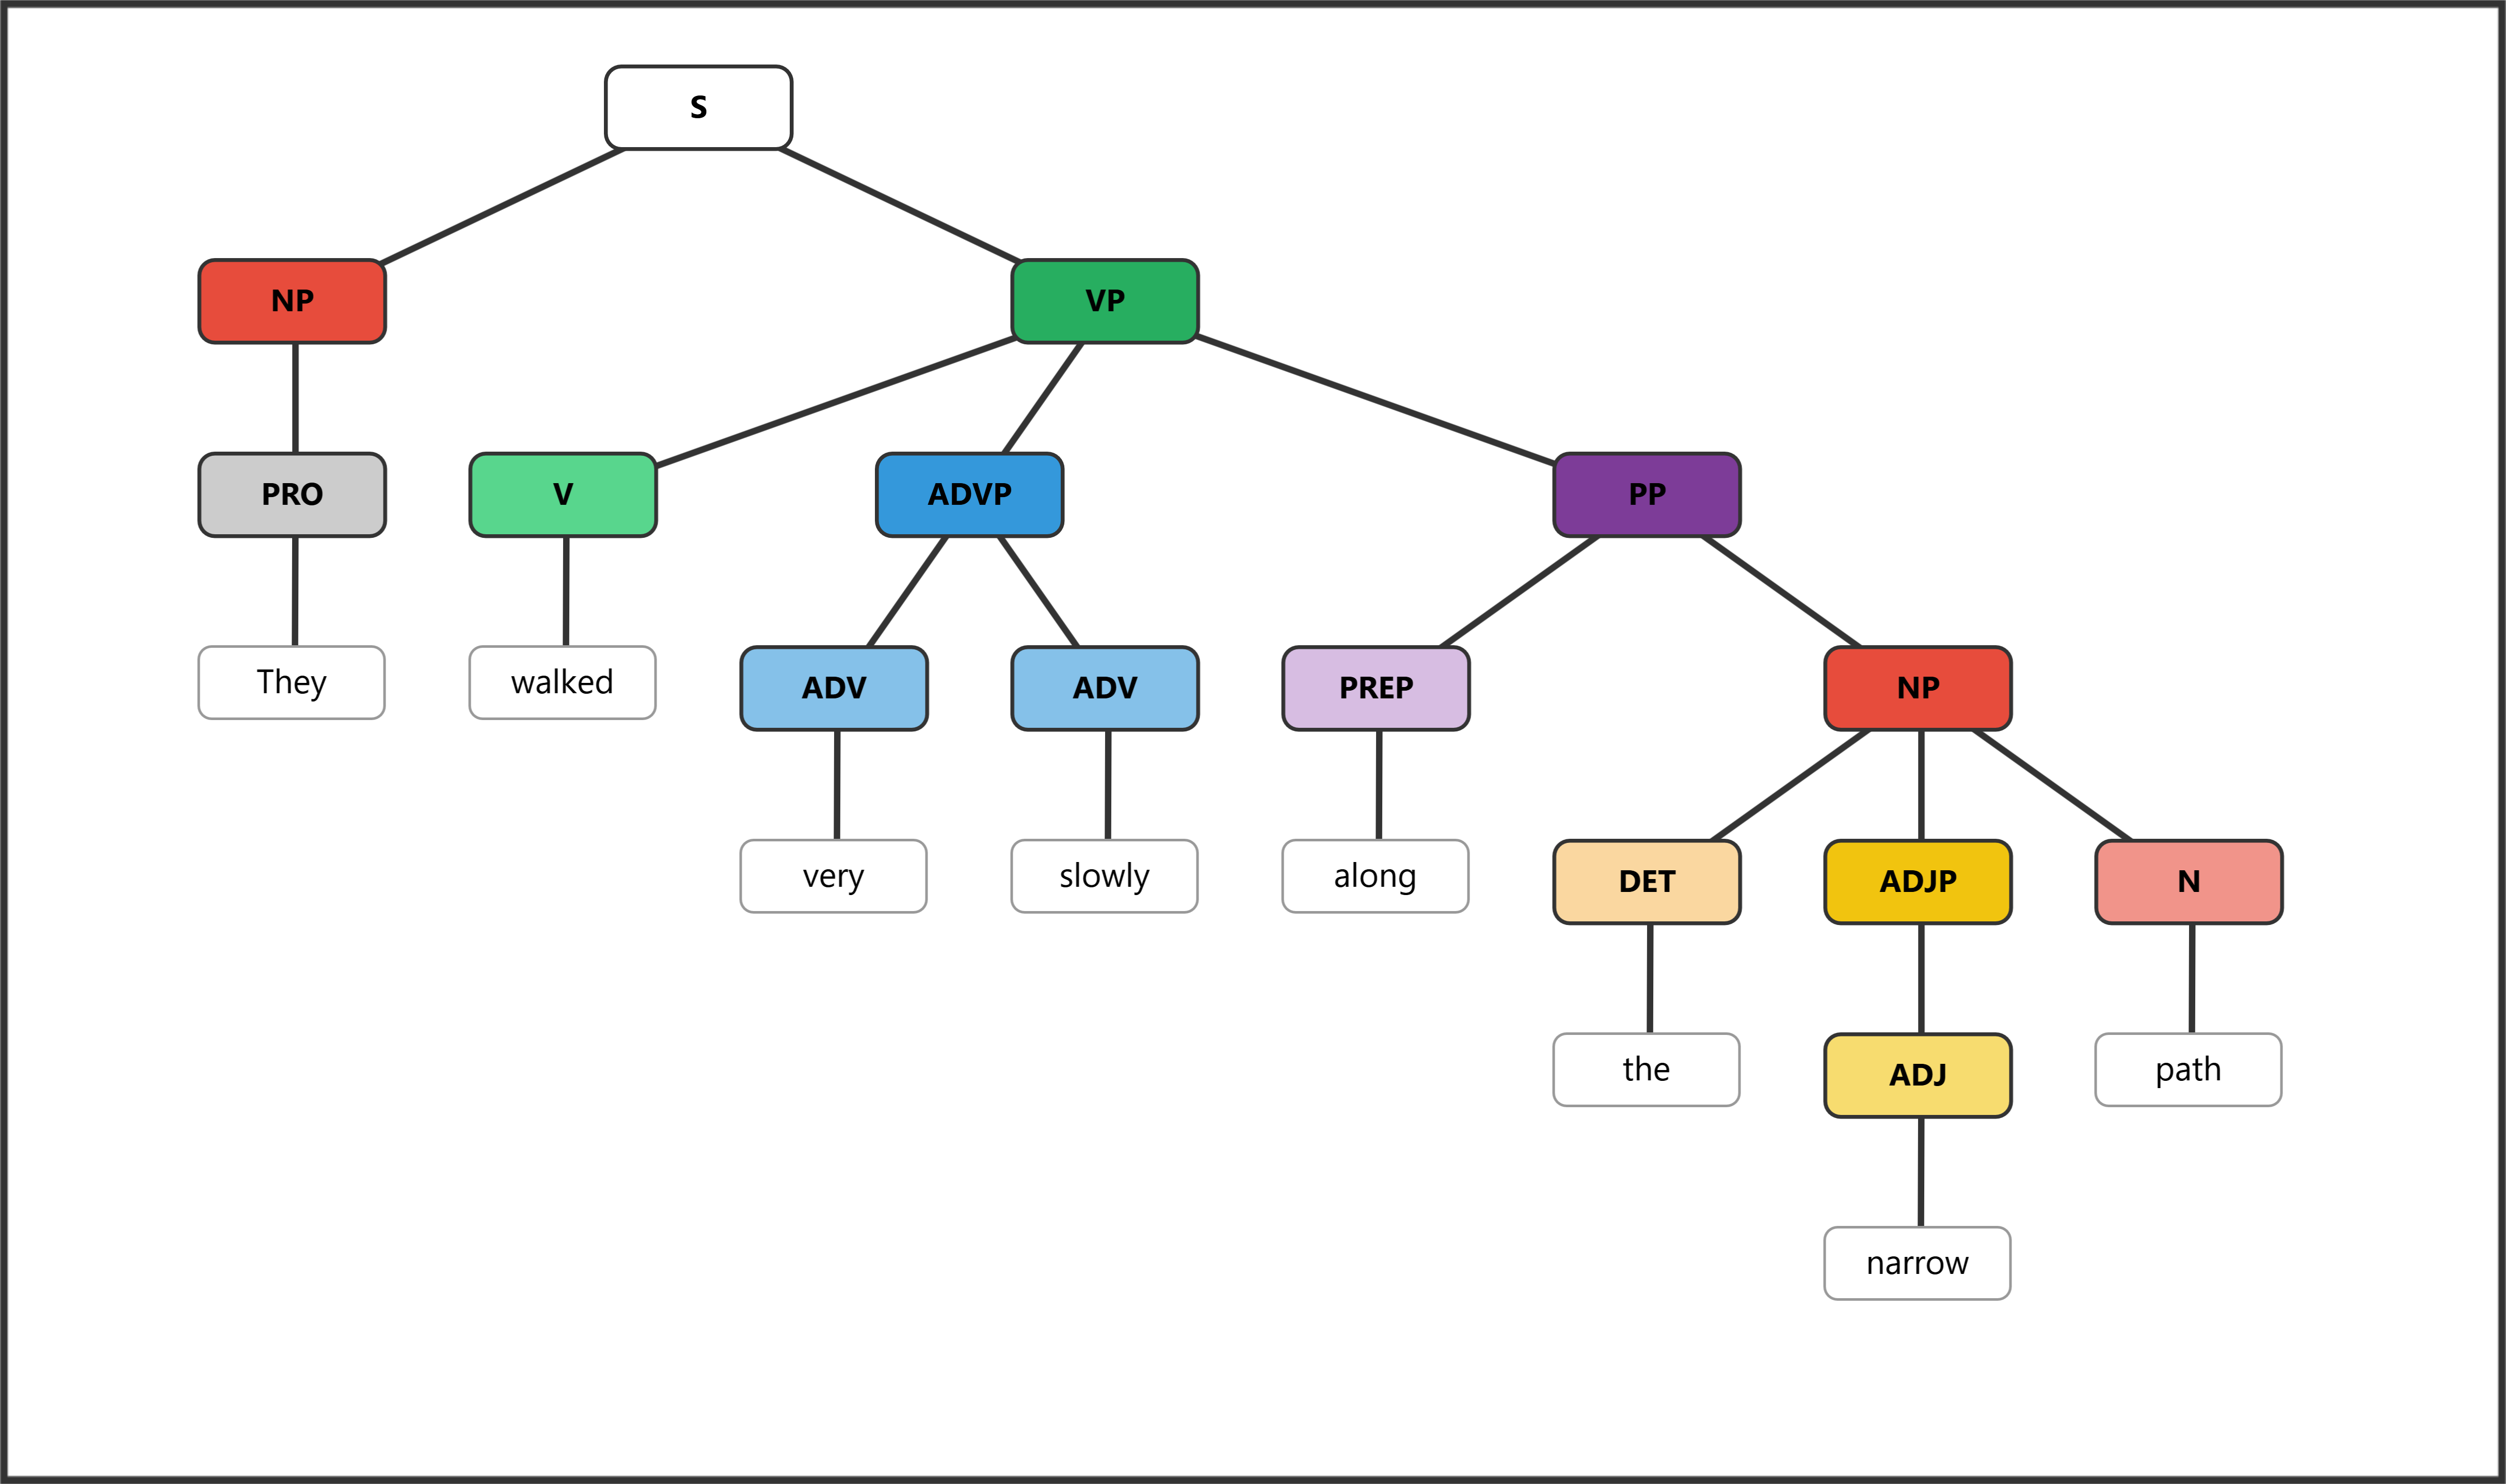 S
NP VP
PRO V ADVP PP
They walked ADV ADV PREP NP
very slowly along DET ADJP N
the ADJ path
narrow